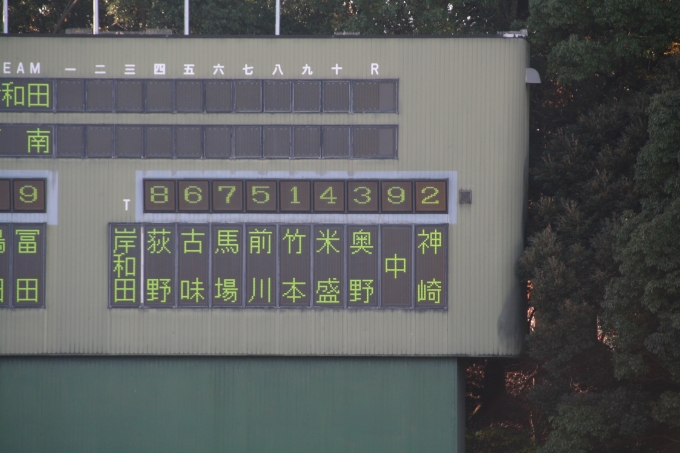 EAM 一 二 三 四 五 六 七 八 九 十 R
和田
南
9 T 8 6 7 5 1 4 3 9 2
冨田 岸和田 荻野 古味 馬場 前川 竹本 米盛 奥野 中 神崎